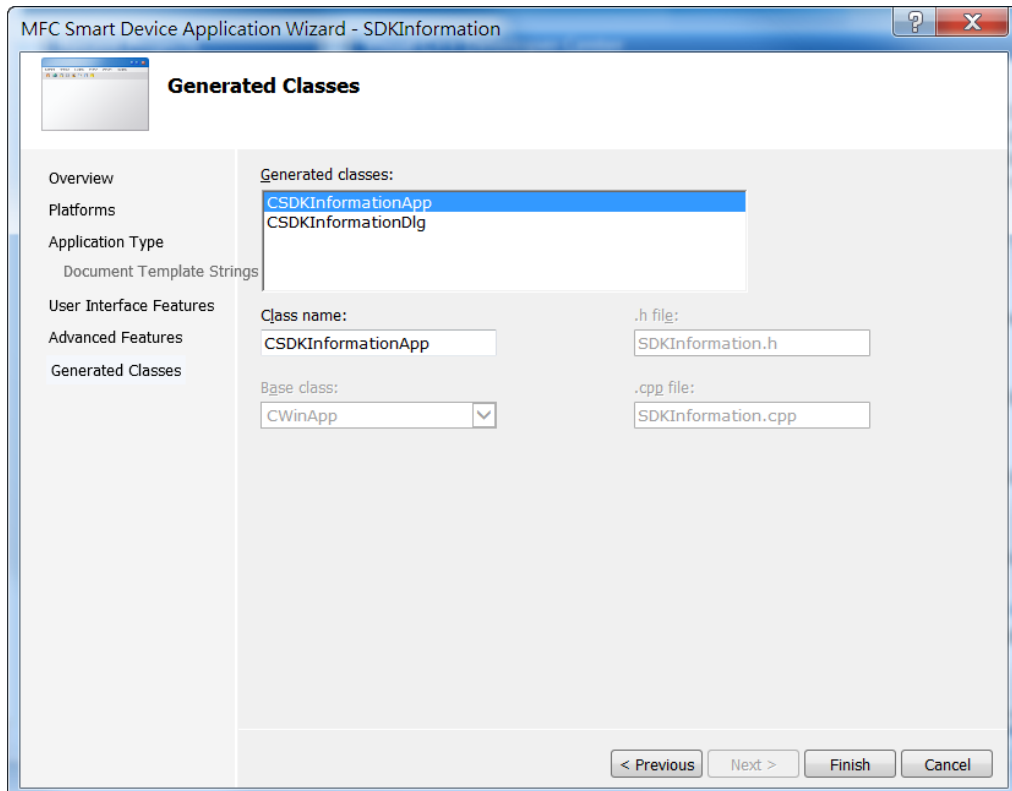 MFC Smart Device Application Wizard - SDKInformation
Generated Classes
Overview
Platforms
Application Type
Document Template Strings
User Interface Features
Advanced Features
Generated Classes
Generated classes:
CSDKInformationApp
CSDKInformationDlg
Class name:
.h file:
CSDKInformationApp
SDKInformation.h
Base class:
.cpp file:
CWinApp
SDKInformation.cpp
< Previous
Next >
Finish
Cancel